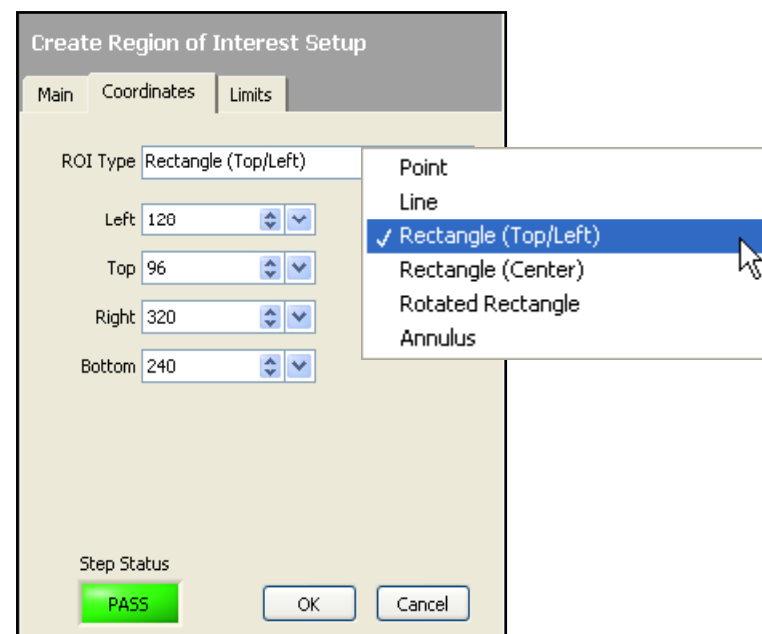 Create Region of Interest Setup
Main Coordinates Limits
ROI Type Rectangle (Top/Left)
Point
Line
Rectangle (Top/Left)
Rectangle (Center)
Rotated Rectangle
Annulus
Left 128
Top 96
Right 320
Bottom 240
Step Status
PASS OK Cancel